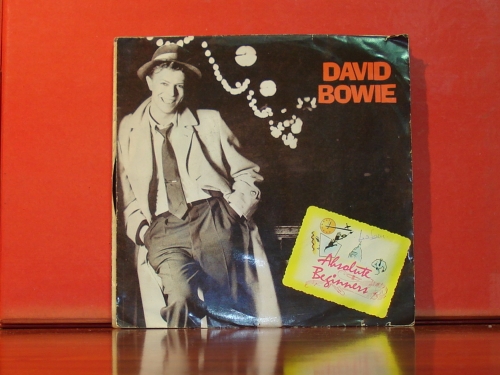 DAVID
BOWIE
Absolute
Beginners